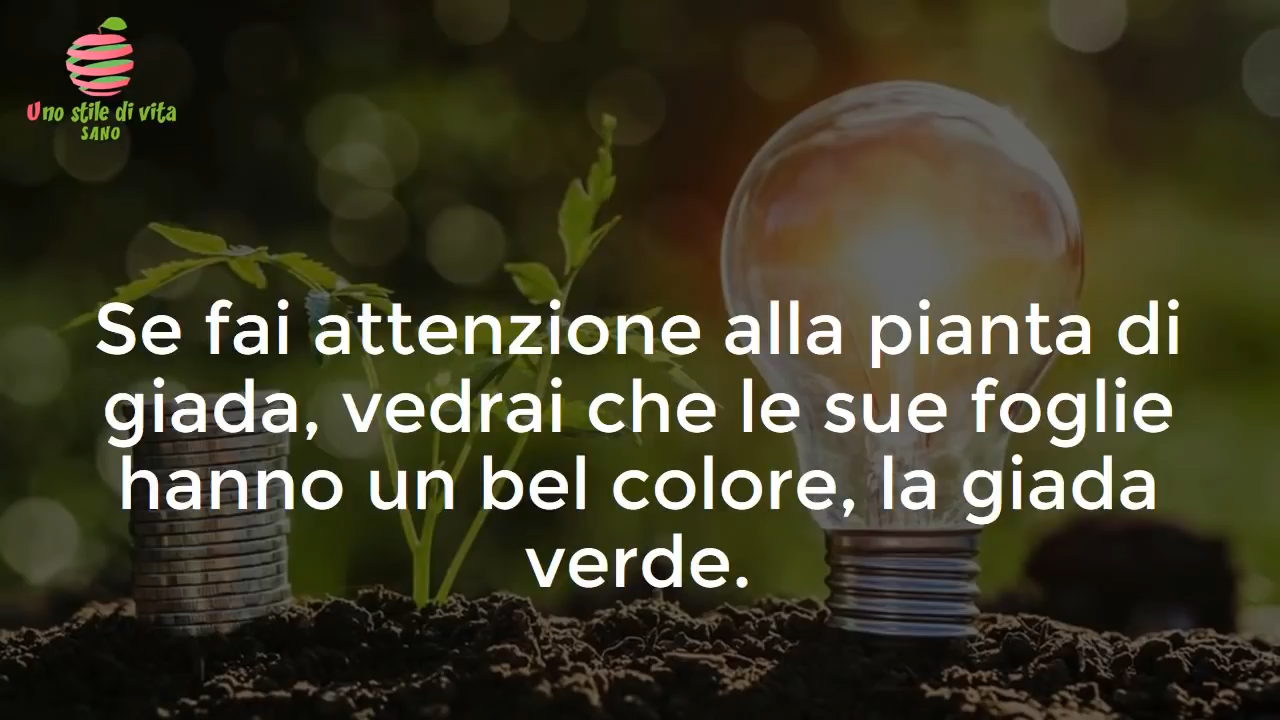 Uno stile di vita
SANO
Se fai attenzione alla pianta di
giada, vedrai che le sue foglie
hanno un bel colore, la giada
verde.